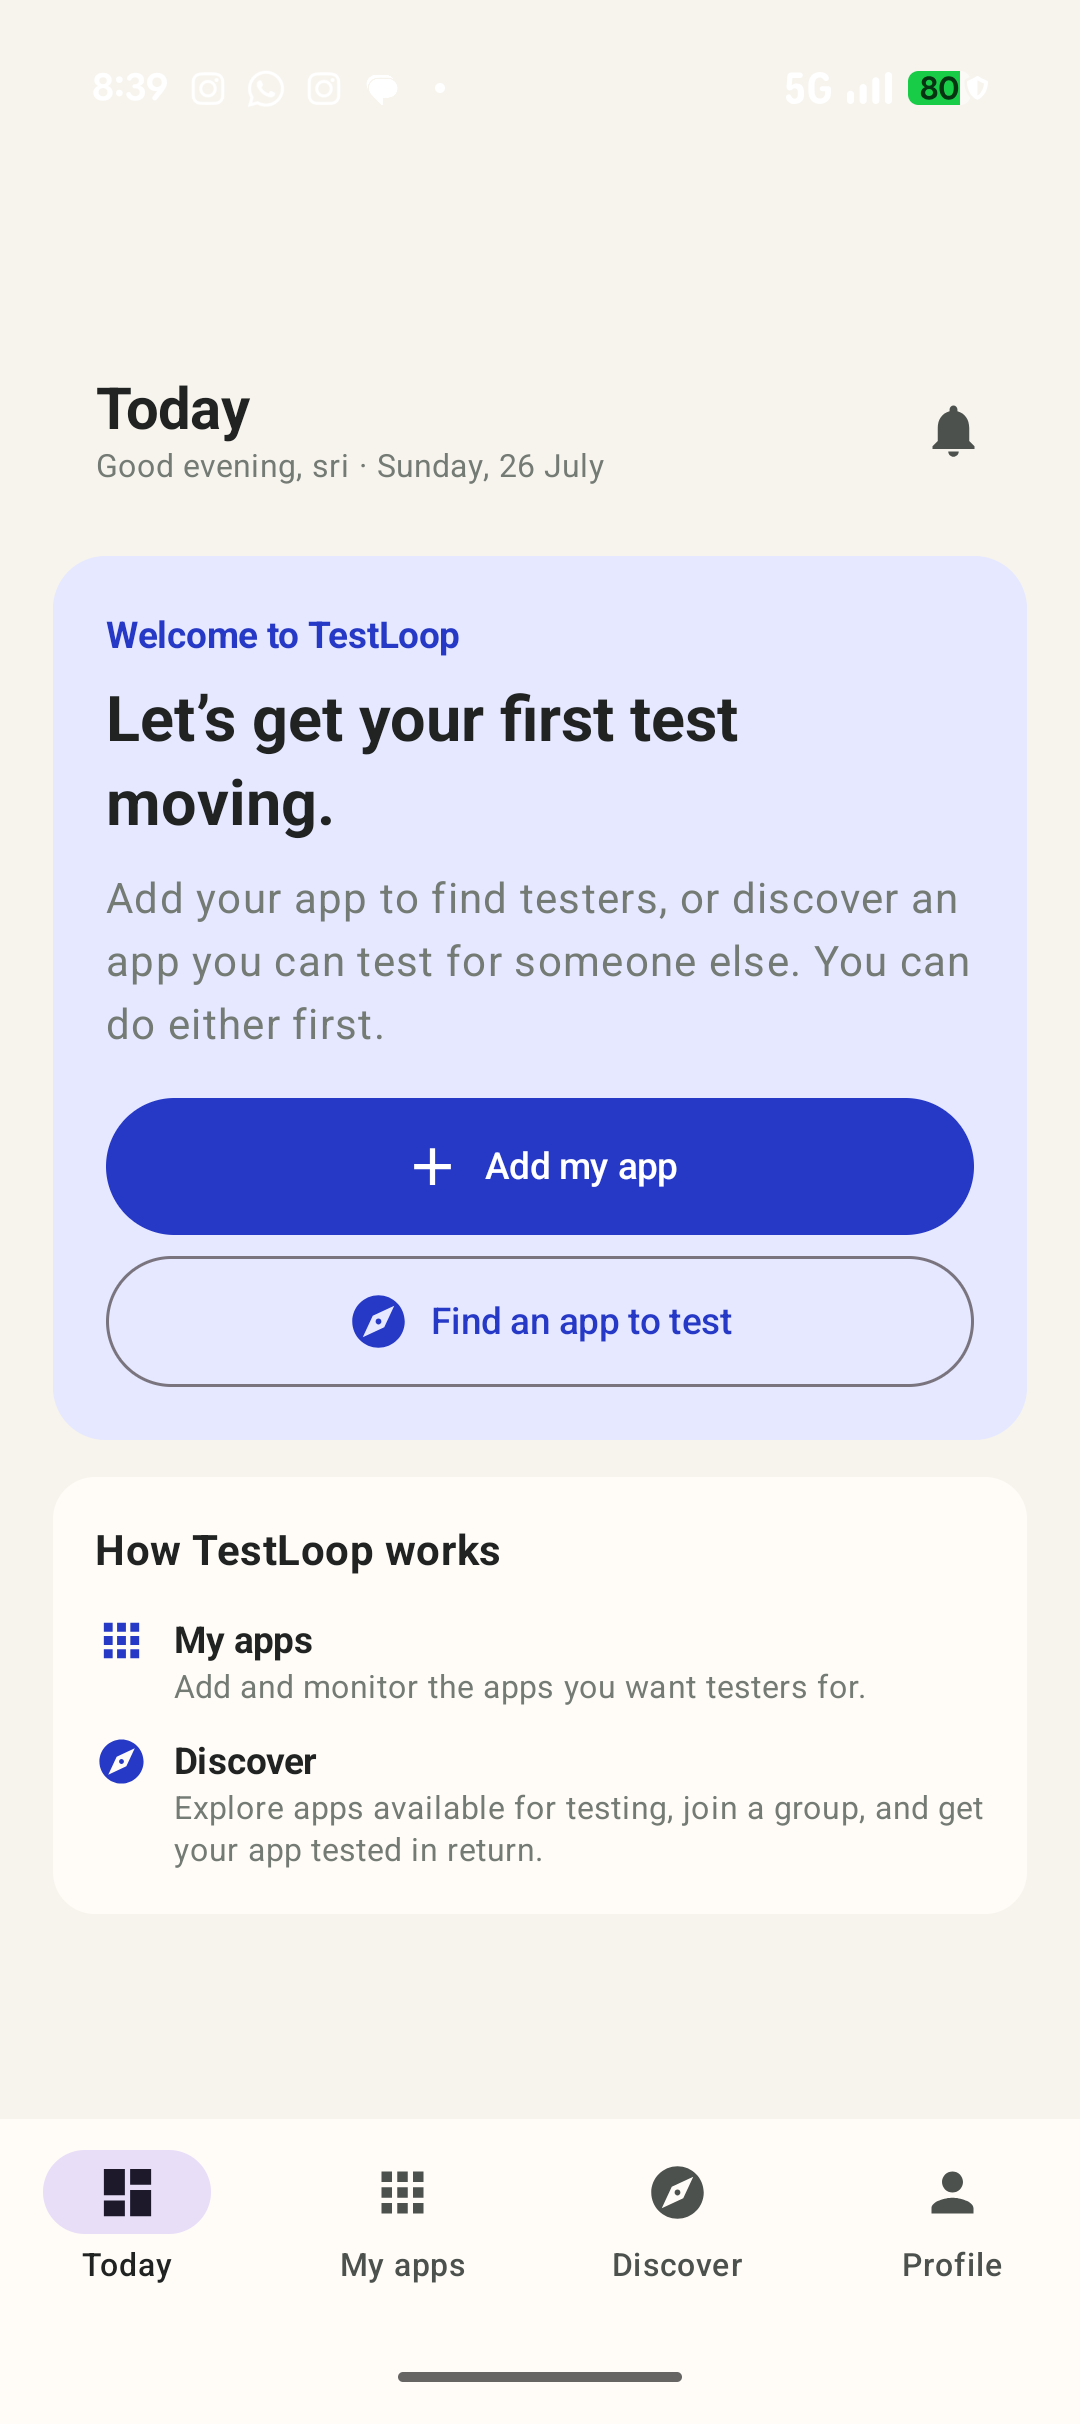 8:39
5G
80
Today
Good evening, sri · Sunday, 26 July
Welcome to TestLoop
Let’s get your first test
moving.
Add your app to find testers, or discover an
app you can test for someone else. You can
do either first.
Add my app
Find an app to test
How TestLoop works
My apps
Add and monitor the apps you want testers for.
Discover
Explore apps available for testing, join a group, and get
your app tested in return.
Today
My apps
Discover
Profile